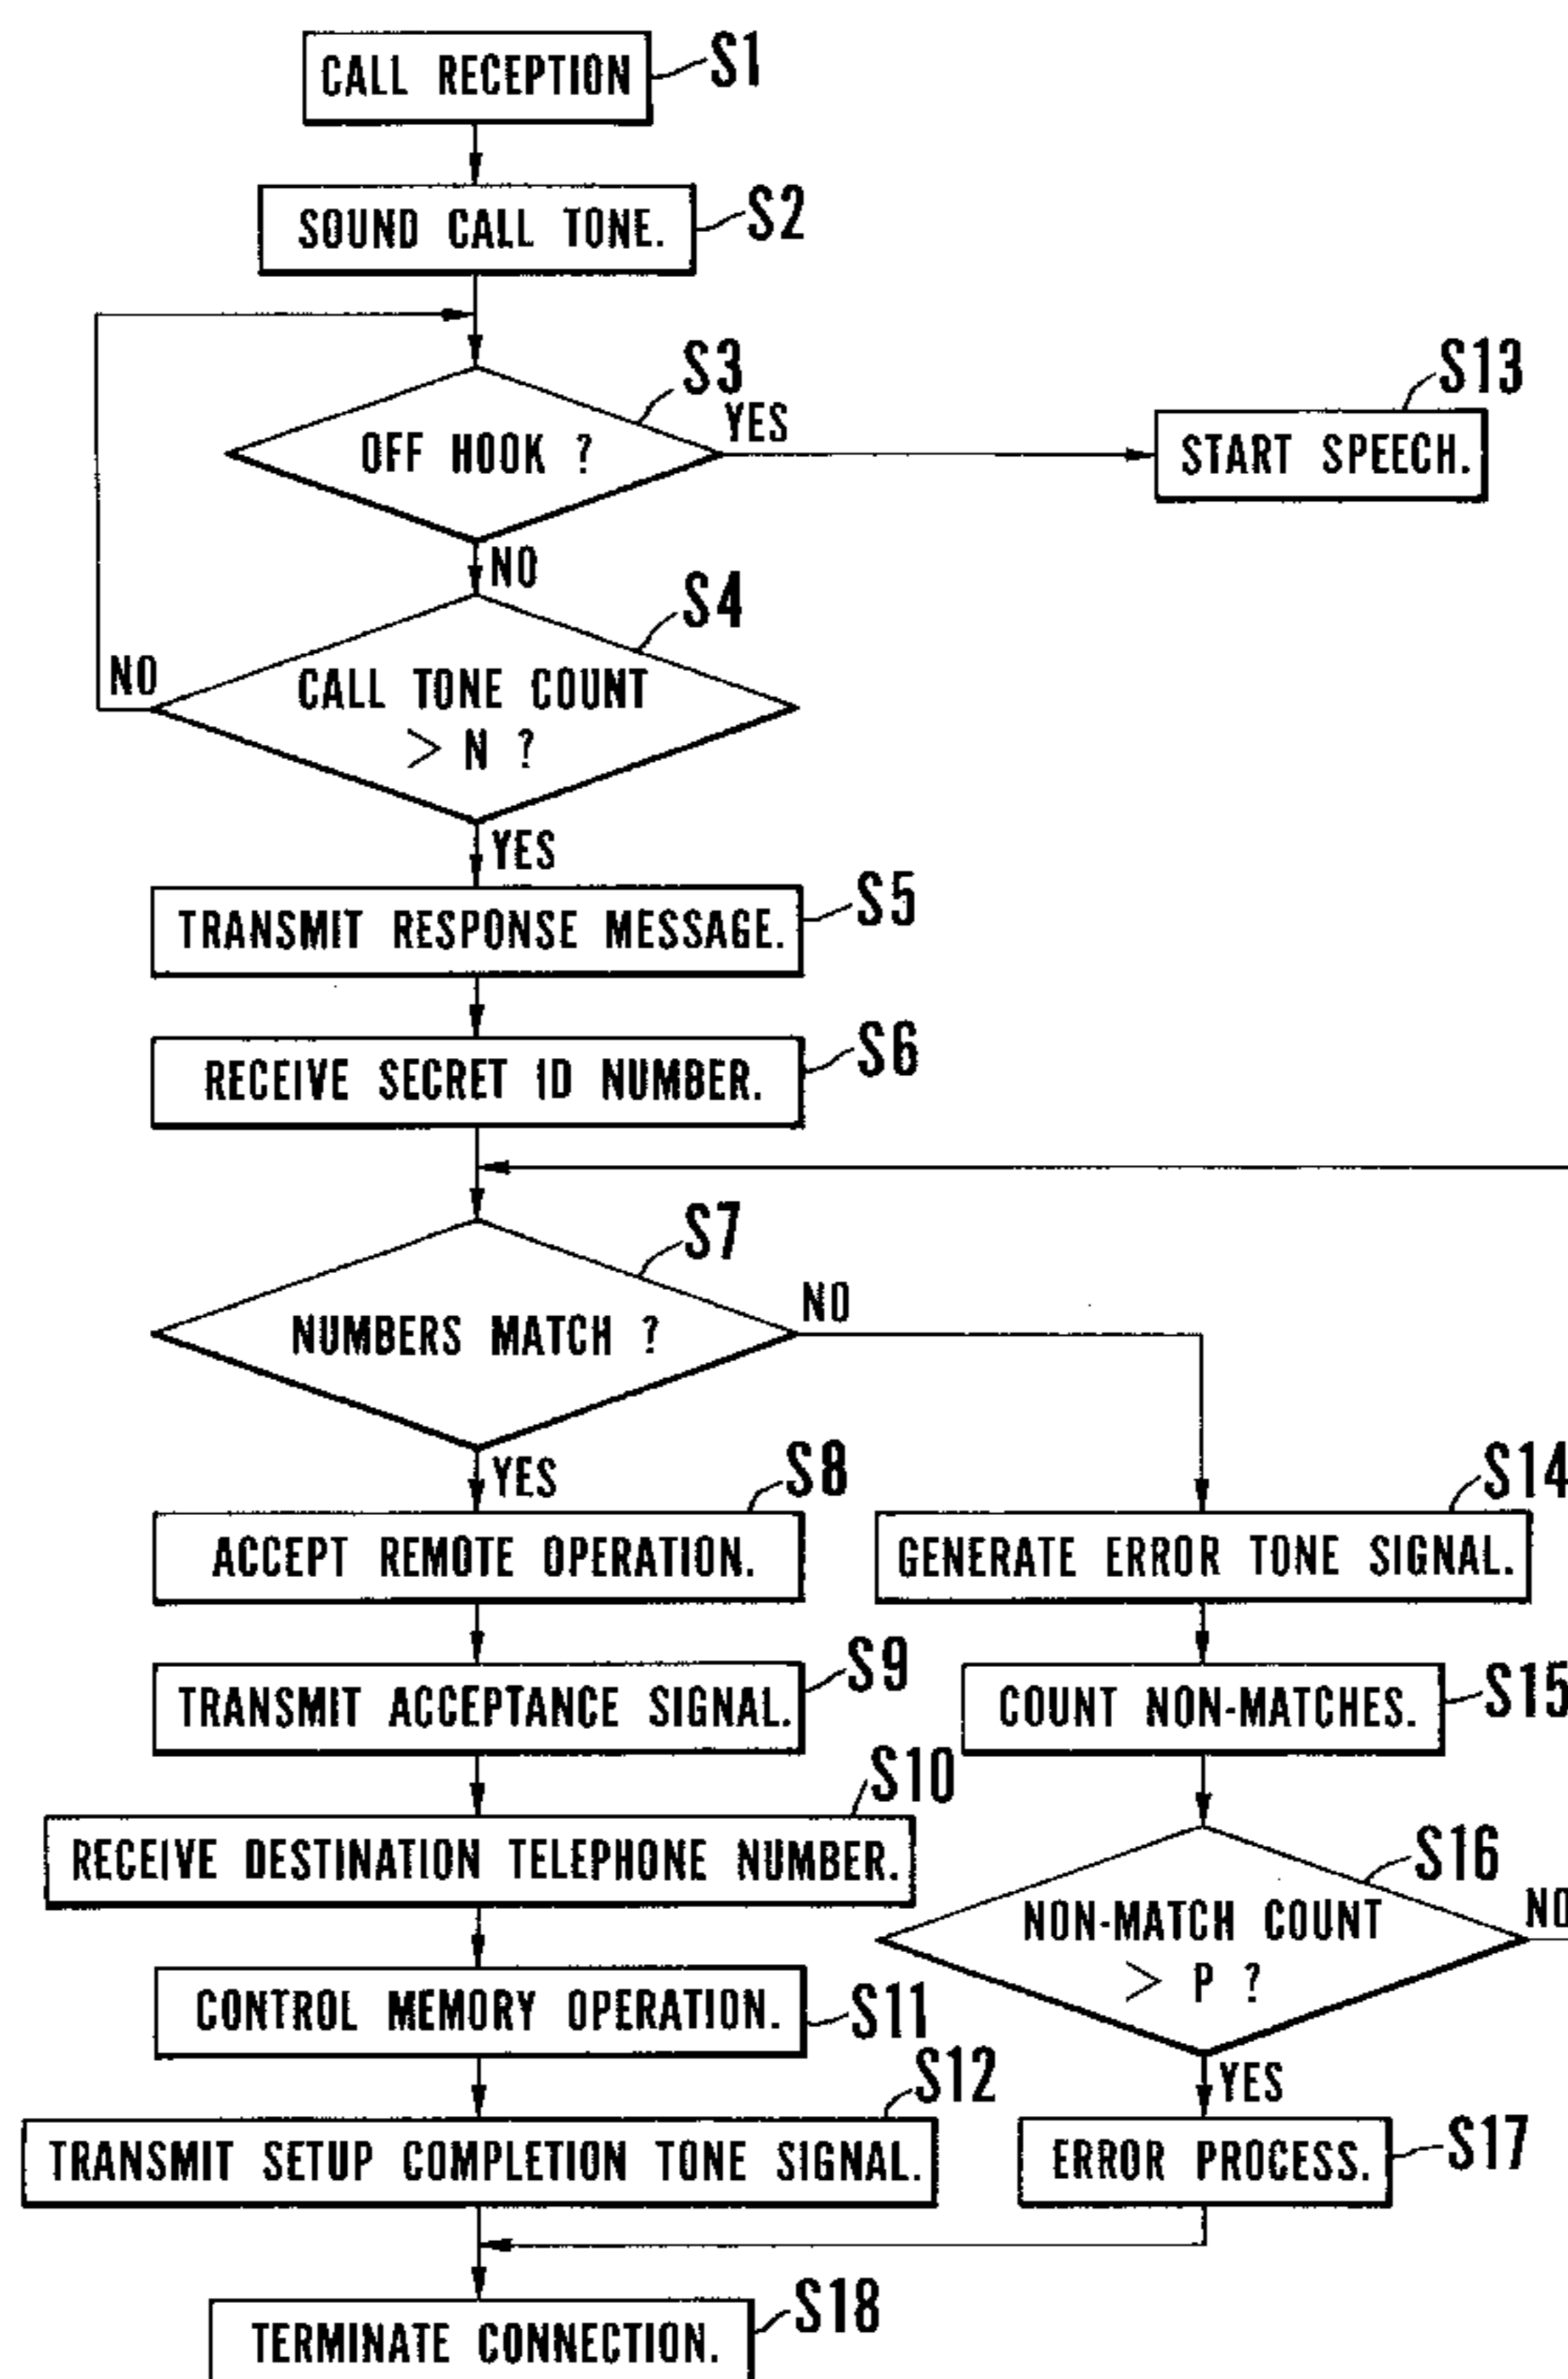 CALL RECEPTION
S1
SOUND CALL TONE.
S2
S3
OFF HOOK ?
YES
S13
START SPEECH.
NO
S4
NO
CALL TONE COUNT
> N ?
YES
TRANSMIT RESPONSE MESSAGE.
S5
RECEIVE SECRET ID NUMBER.
S6
S7
NUMBERS MATCH ?
NO
YES
S8
ACCEPT REMOTE OPERATION.
S14
GENERATE ERROR TONE SIGNAL.
S9
TRANSMIT ACCEPTANCE SIGNAL.
S15
COUNT NON-MATCHES.
S10
RECEIVE DESTINATION TELEPHONE NUMBER.
S16
NON-MATCH COUNT
> P ?
NO
CONTROL MEMORY OPERATION.
S11
YES
S12
TRANSMIT SETUP COMPLETION TONE SIGNAL.
ERROR PROCESS.
S17
S18
TERMINATE CONNECTION.